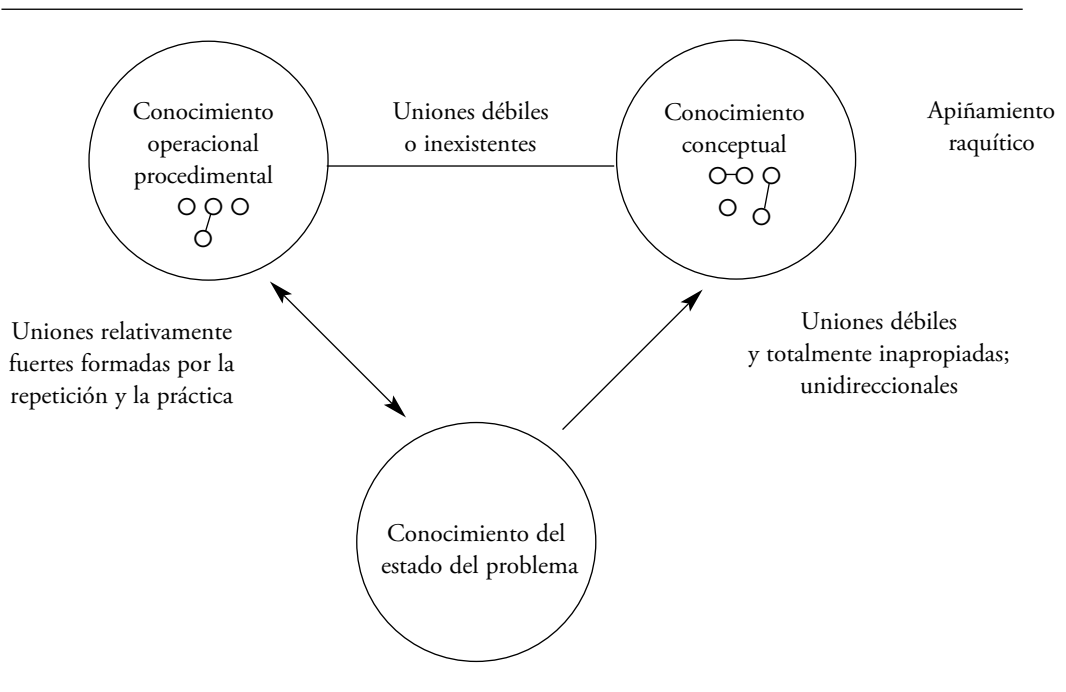 Conocimiento
operacional
procedimental
Uniones débiles
o inexistentes
Conocimiento
conceptual
Apiñamiento
raquítico
Uniones relativamente
fuertes formadas por la
repetición y la práctica
Uniones débiles
y totalmente inapropiadas;
unidireccionales
Conocimiento del
estado del problema